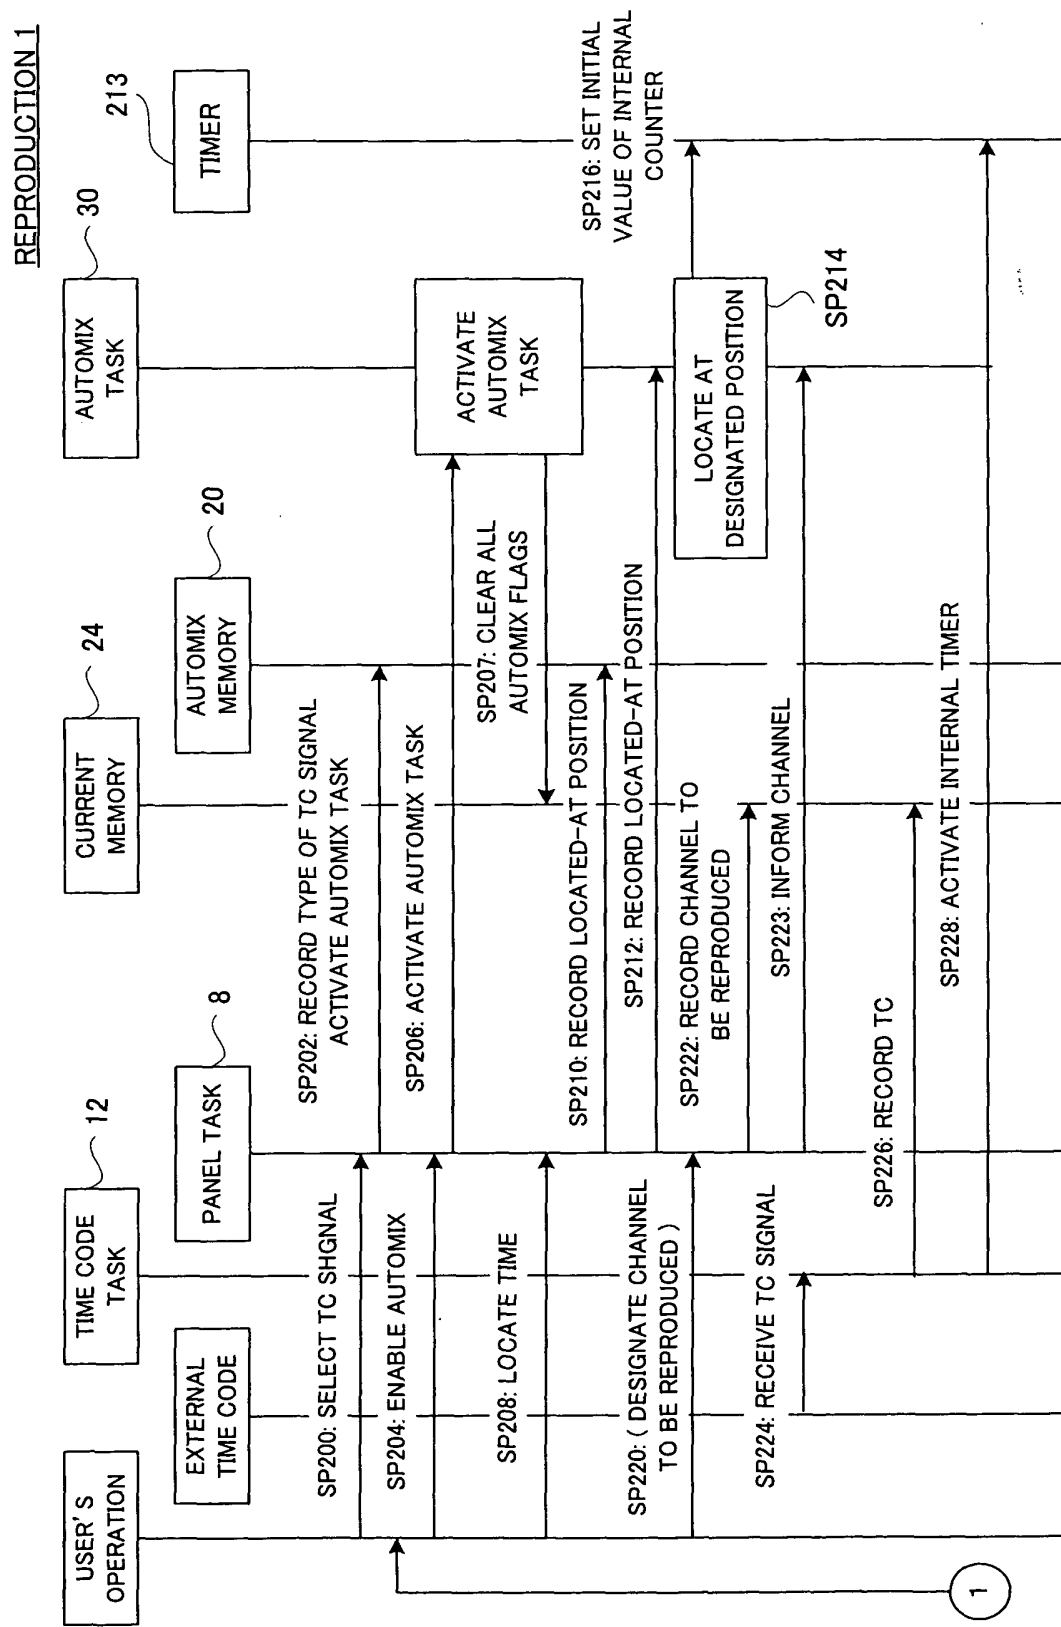 REPRODUCTION 1
USER'S
OPERATION
EXTERNAL
TIME CODE
TIME CODE
TASK
12
PANEL TASK
8
CURRENT
MEMORY
24
AUTOMIX
MEMORY
20
AUTOMIX
TASK
30
TIMER
213
SP200: SELECT TC SHGNAL
SP202: RECORD TYPE OF TC SIGNAL
ACTIVATE AUTOMIX TASK
1
SP204: ENABLE AUTOMIX
SP206: ACTIVATE AUTOMIX TASK
ACTIVATE
AUTOMIX
TASK
SP207: CLEAR ALL
AUTOMIX FLAGS
SP208: LOCATE TIME
SP210: RECORD LOCATED-AT POSITION
SP212: RECORD LOCATED-AT POSITION
LOCATE AT
DESIGNATED POSITION
SP214
SP216: SET INITIAL
VALUE OF INTERNAL
COUNTER
SP220: ( DESIGNATE CHANNEL
TO BE REPRODUCED )
SP222: RECORD CHANNEL TO
BE REPRODUCED
SP223: INFORM CHANNEL
SP224: RECEIVE TC SIGNAL
SP226: RECORD TC
SP228: ACTIVATE INTERNAL TIMER